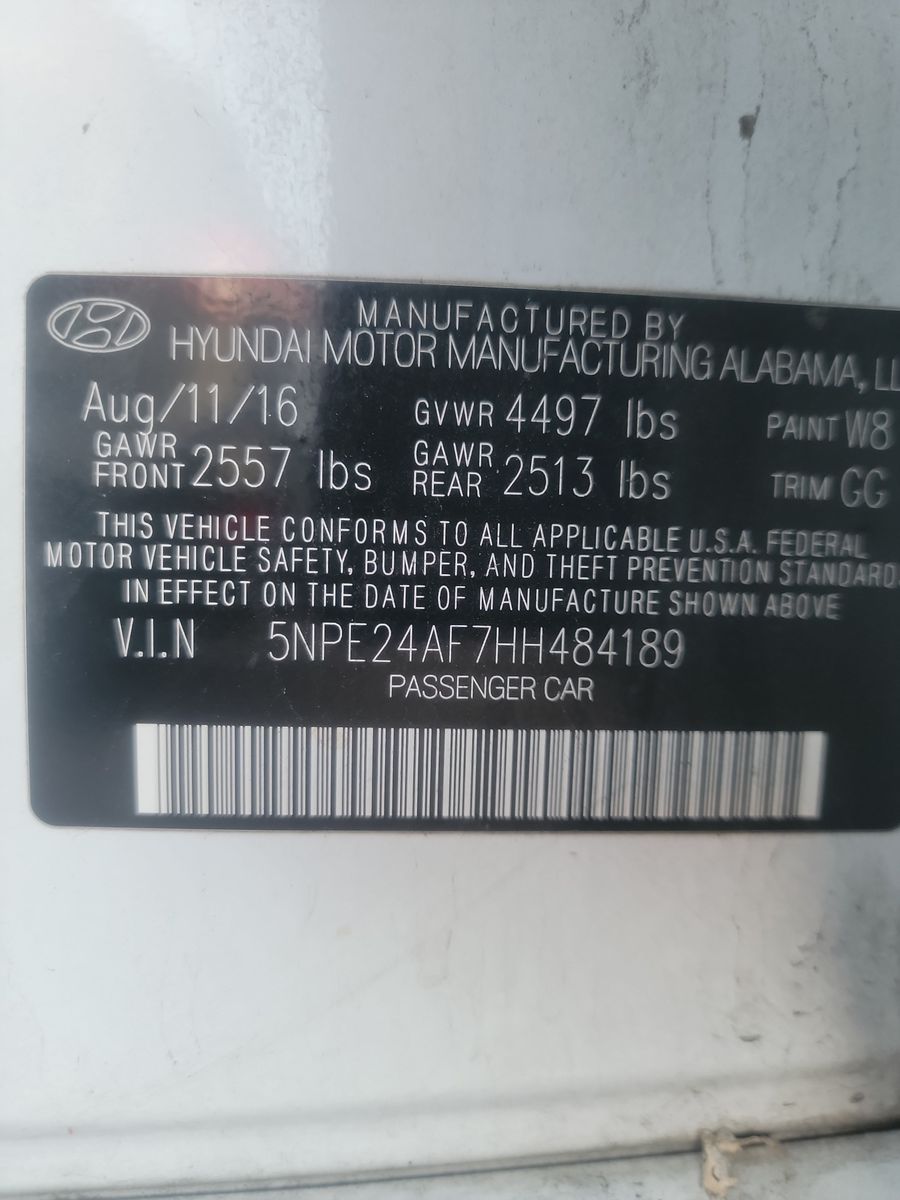 MANUFACTURED BY
HYUNDAI MOTOR MANUFACTURING ALABAMA, LL
Aug/11/16 GVWR 4497 lbs PAINT W8
GAWR FRONT 2557 lbs GAWR REAR 2513 lbs TRIM GG
THIS VEHICLE CONFORMS TO ALL APPLICABLE U.S.A. FEDERAL
MOTOR VEHICLE SAFETY, BUMPER, AND THEFT PREVENTION STANDARD
IN EFFECT ON THE DATE OF MANUFACTURE SHOWN ABOVE
V.I.N 5NPE24AF7HH484189
PASSENGER CAR